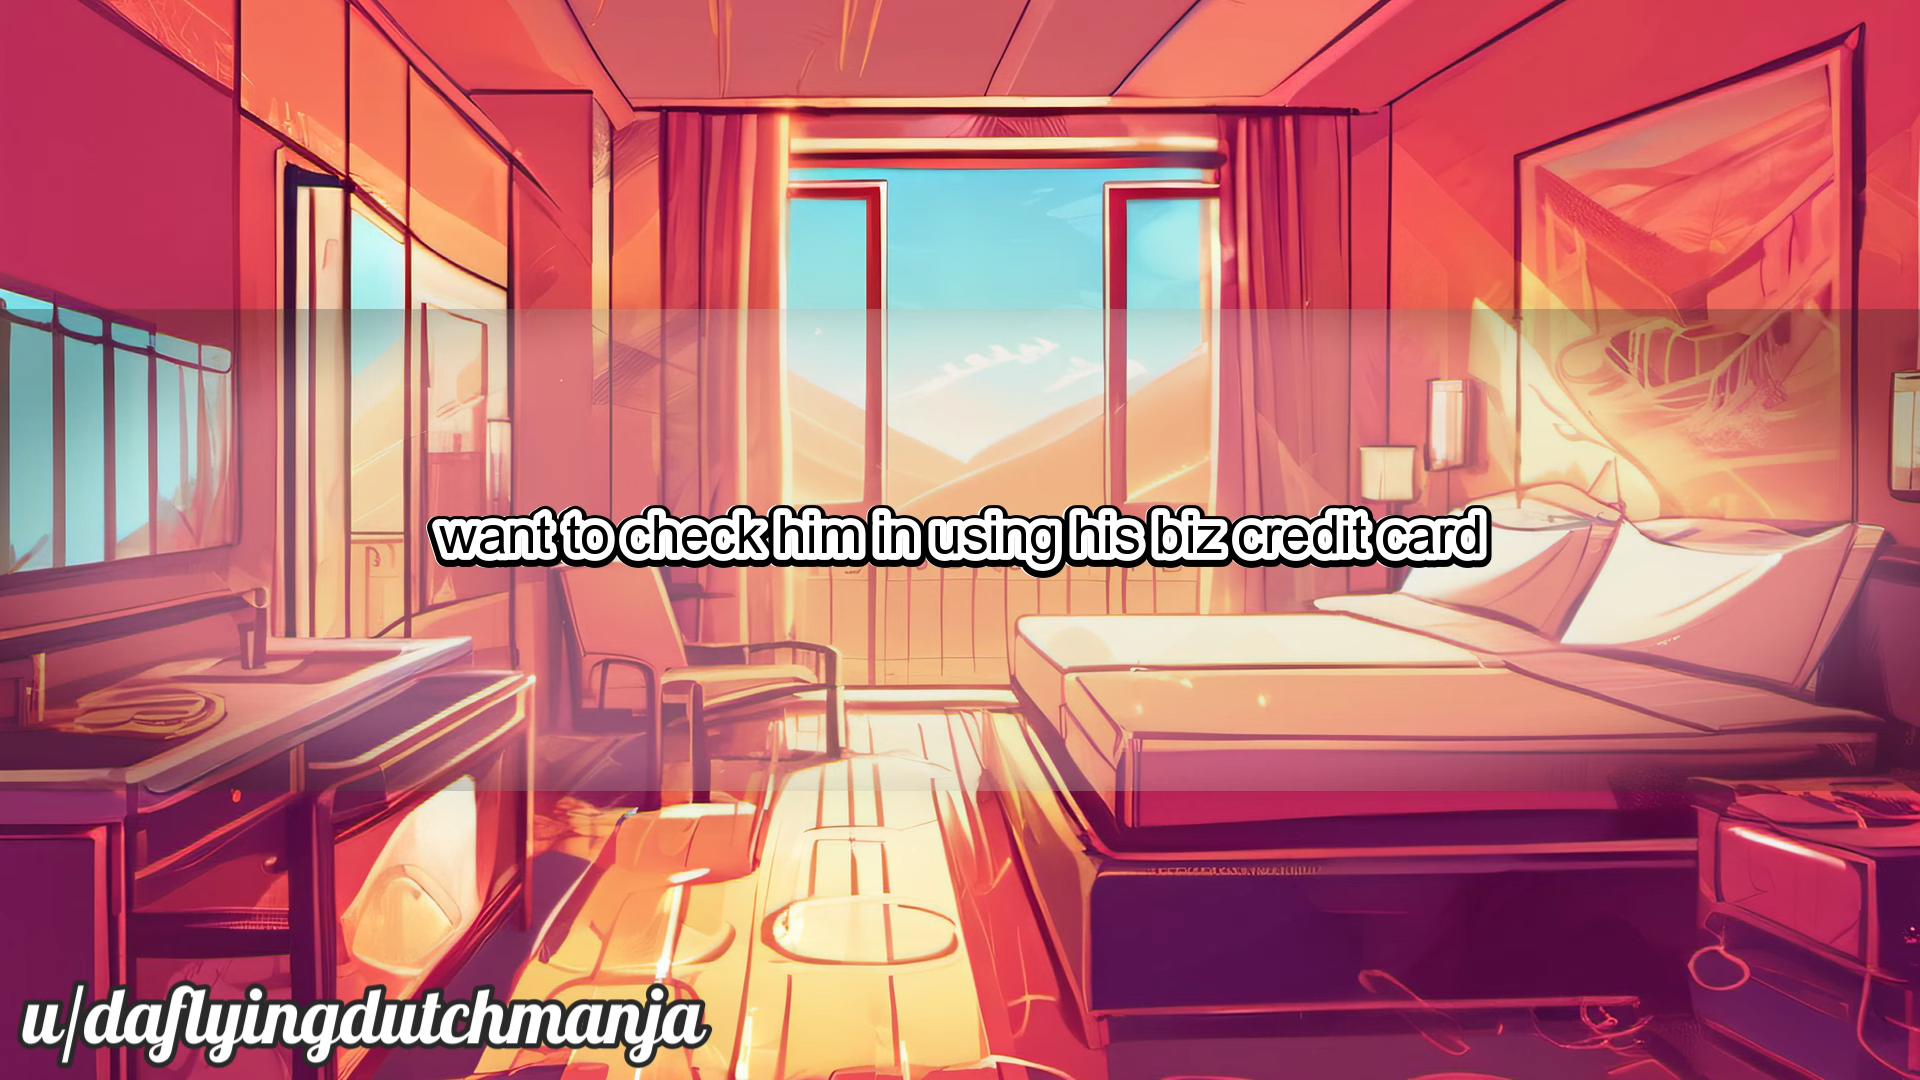 want to check him in using his biz credit card
u/daflyingdutchmanja